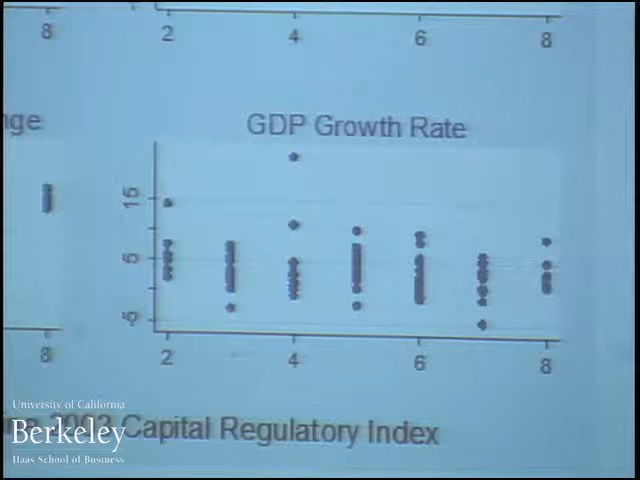 8 2 4 6 8
nge GDP Growth Rate
15
5
-5
8 2 4 6 8
University of California
2003 Capital Regulatory Index
Berkeley
Haas School of Business